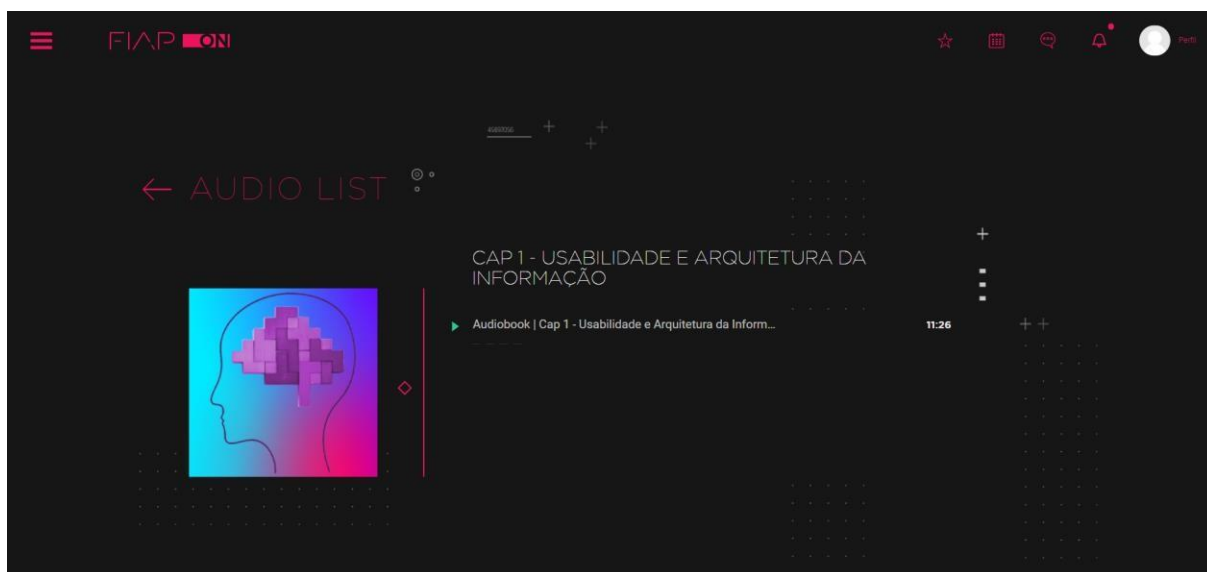 FIAP ON
Perfil
AUDIO LIST
CAP 1 - USABILIDADE E ARQUITETURA DA
INFORMAÇÃO
Audiobook | Cap 1 - Usabilidade e Arquitetura da Inform...
11:26